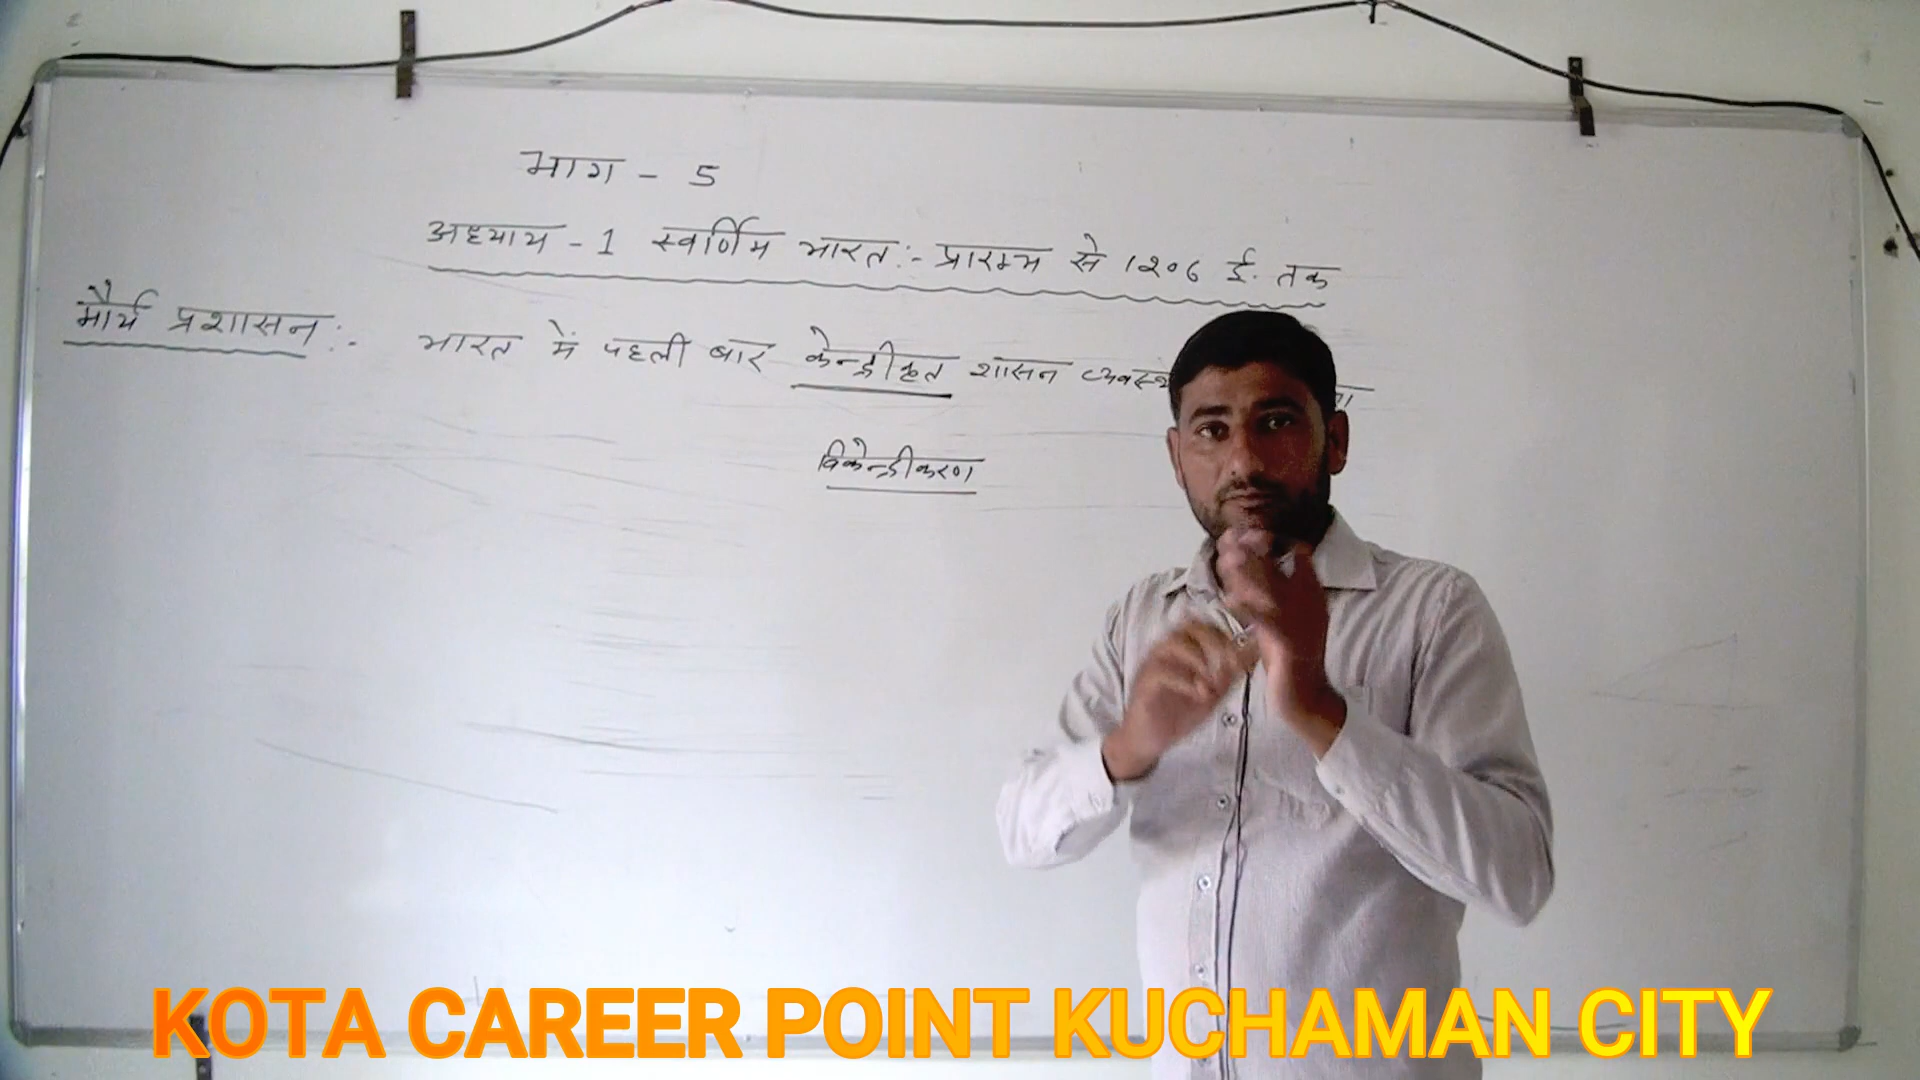 भाग - 5
अध्याय - 1 स्वर्णिम भारत :- प्रारम्भ से 1206 ई. तक
मौर्य प्रशासन :- भारत में पहली बार केन्द्रीकृत शासन
विकेन्द्रीकरण
KOTA CAREER POINT KUCHAMAN CITY